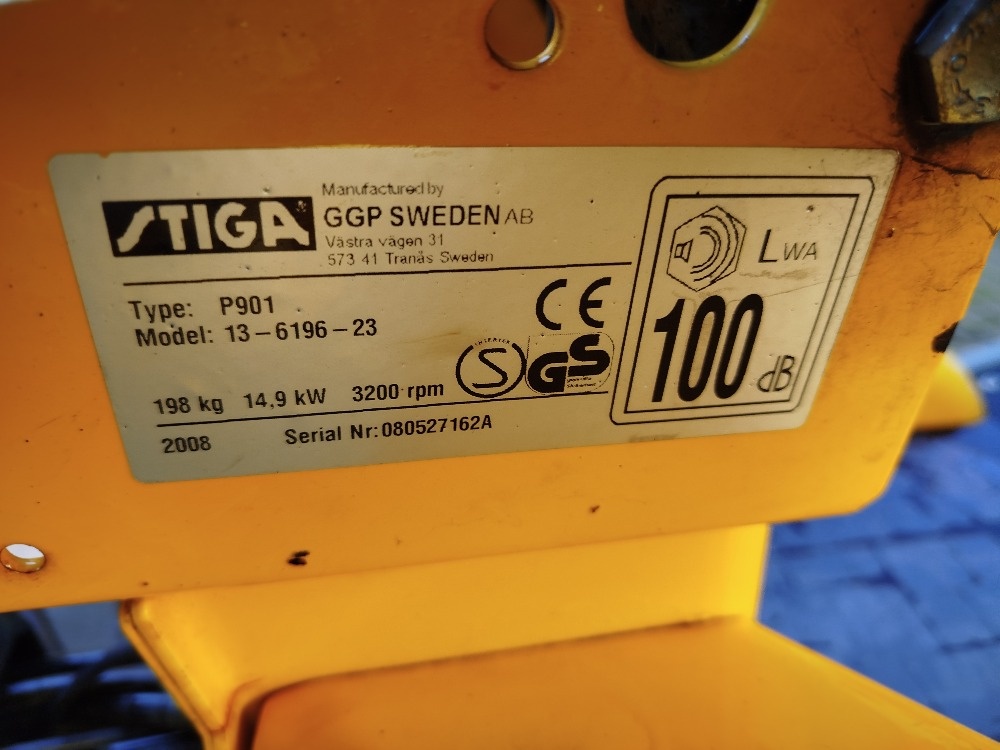 STIGA
Manufactured by
GGP SWEDEN AB
Västra vägen 31
573 41 Tranås Sweden
Type: P901
Model: 13-6196-23
CE
INTERTEK
S
GS
198 kg 14,9 kW 3200 rpm
2008 Serial Nr: 080527162A
LWA
100 dB